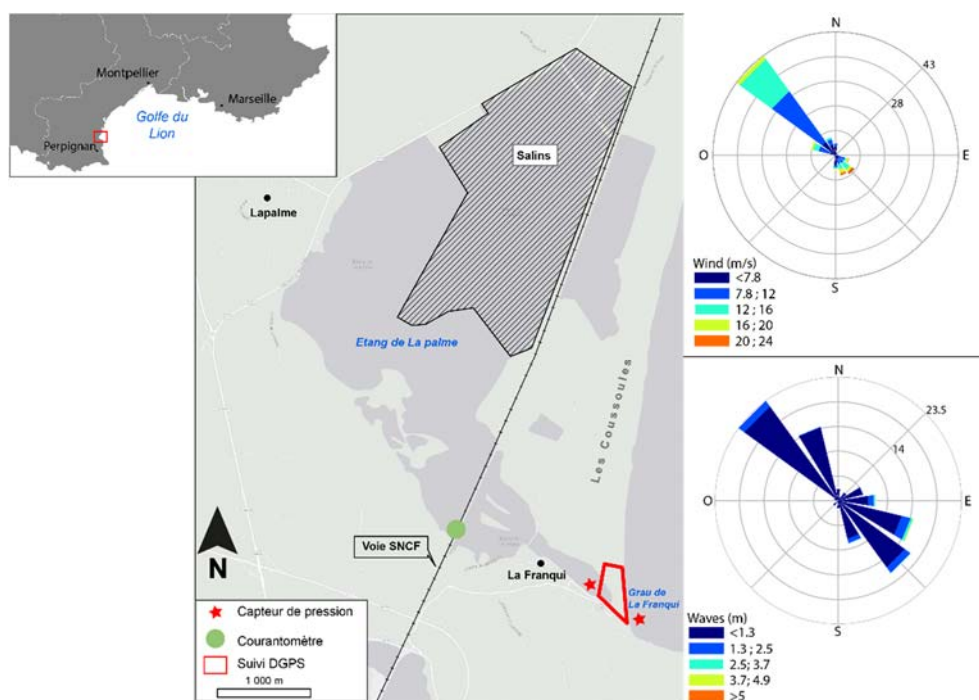 Montpellier
Marseille
Golfe du
Lion
Perpignan
Lapalme
Salins
Etang de La palme
Les Coussoules
Voie SNCF
La Franqui
Grau de
La Franqui
N
Capteur de pression
Courantomètre
Suivi DGPS
1 000 m
N
43
28
O
E
S
Wind (m/s)
<7.8
7.8 ; 12
12 ; 16
16 ; 20
20 ; 24
N
23.5
14
O
E
S
Waves (m)
<1.3
1.3 ; 2.5
2.5; 3.7
3.7; 4.9
>5